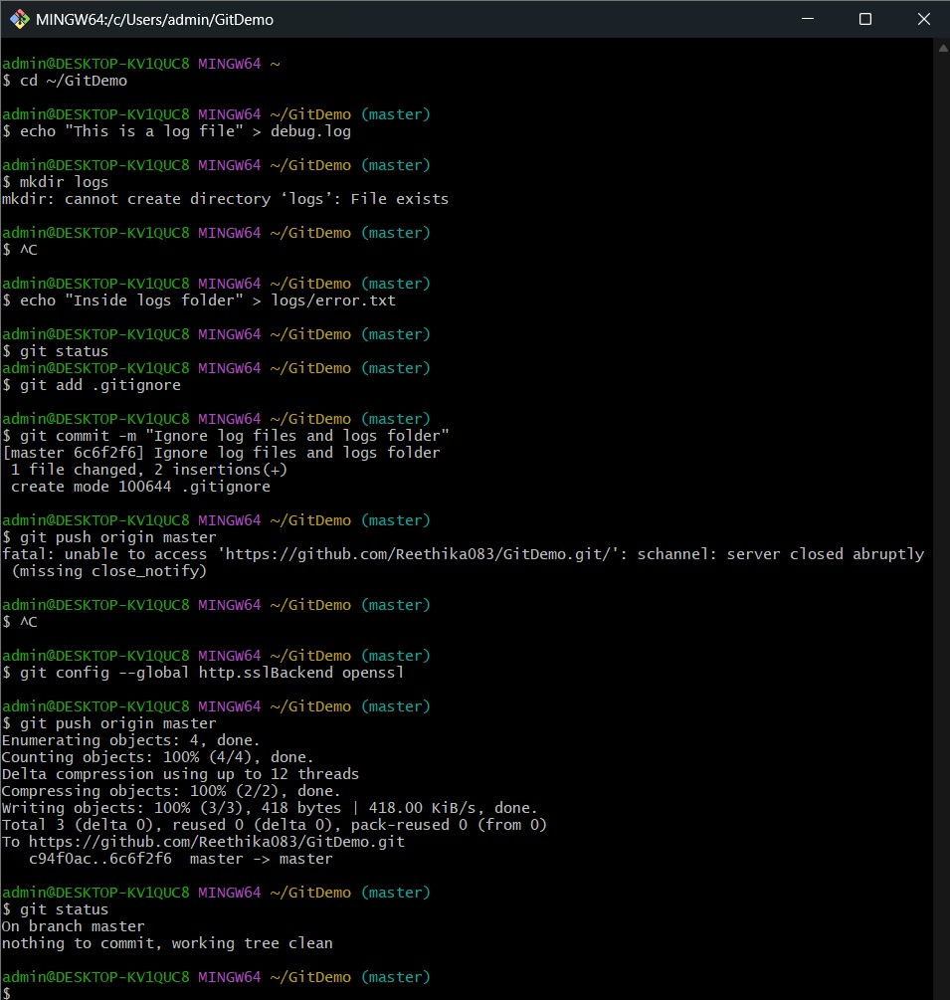 MINGW64:/c/Users/admin/GitDemo
admin@DESKTOP-KV1QUC8 MINGW64 ~
$ cd ~/GitDemo
admin@DESKTOP-KV1QUC8 MINGW64 ~/GitDemo (master)
$ echo "This is a log file" > debug.log
admin@DESKTOP-KV1QUC8 MINGW64 ~/GitDemo (master)
$ mkdir logs
mkdir: cannot create directory ‘logs’: File exists
admin@DESKTOP-KV1QUC8 MINGW64 ~/GitDemo (master)
$ ^C
admin@DESKTOP-KV1QUC8 MINGW64 ~/GitDemo (master)
$ echo "Inside logs folder" > logs/error.txt
admin@DESKTOP-KV1QUC8 MINGW64 ~/GitDemo (master)
$ git status
admin@DESKTOP-KV1QUC8 MINGW64 ~/GitDemo (master)
$ git add .gitignore
admin@DESKTOP-KV1QUC8 MINGW64 ~/GitDemo (master)
$ git commit -m "Ignore log files and logs folder"
[master 6c6f2f6] Ignore log files and logs folder
 1 file changed, 2 insertions(+)
 create mode 100644 .gitignore
admin@DESKTOP-KV1QUC8 MINGW64 ~/GitDemo (master)
$ git push origin master
fatal: unable to access 'https://github.com/Reethika083/GitDemo.git/': schannel: server closed abruptly
 (missing close_notify)
admin@DESKTOP-KV1QUC8 MINGW64 ~/GitDemo (master)
$ ^C
admin@DESKTOP-KV1QUC8 MINGW64 ~/GitDemo (master)
$ git config --global http.sslBackend openssl
admin@DESKTOP-KV1QUC8 MINGW64 ~/GitDemo (master)
$ git push origin master
Enumerating objects: 4, done.
Counting objects: 100% (4/4), done.
Delta compression using up to 12 threads
Compressing objects: 100% (2/2), done.
Writing objects: 100% (3/3), 418 bytes | 418.00 KiB/s, done.
Total 3 (delta 0), reused 0 (delta 0), pack-reused 0 (from 0)
To https://github.com/Reethika083/GitDemo.git
   c94f0ac..6c6f2f6  master -> master
admin@DESKTOP-KV1QUC8 MINGW64 ~/GitDemo (master)
$ git status
On branch master
nothing to commit, working tree clean
admin@DESKTOP-KV1QUC8 MINGW64 ~/GitDemo (master)
$